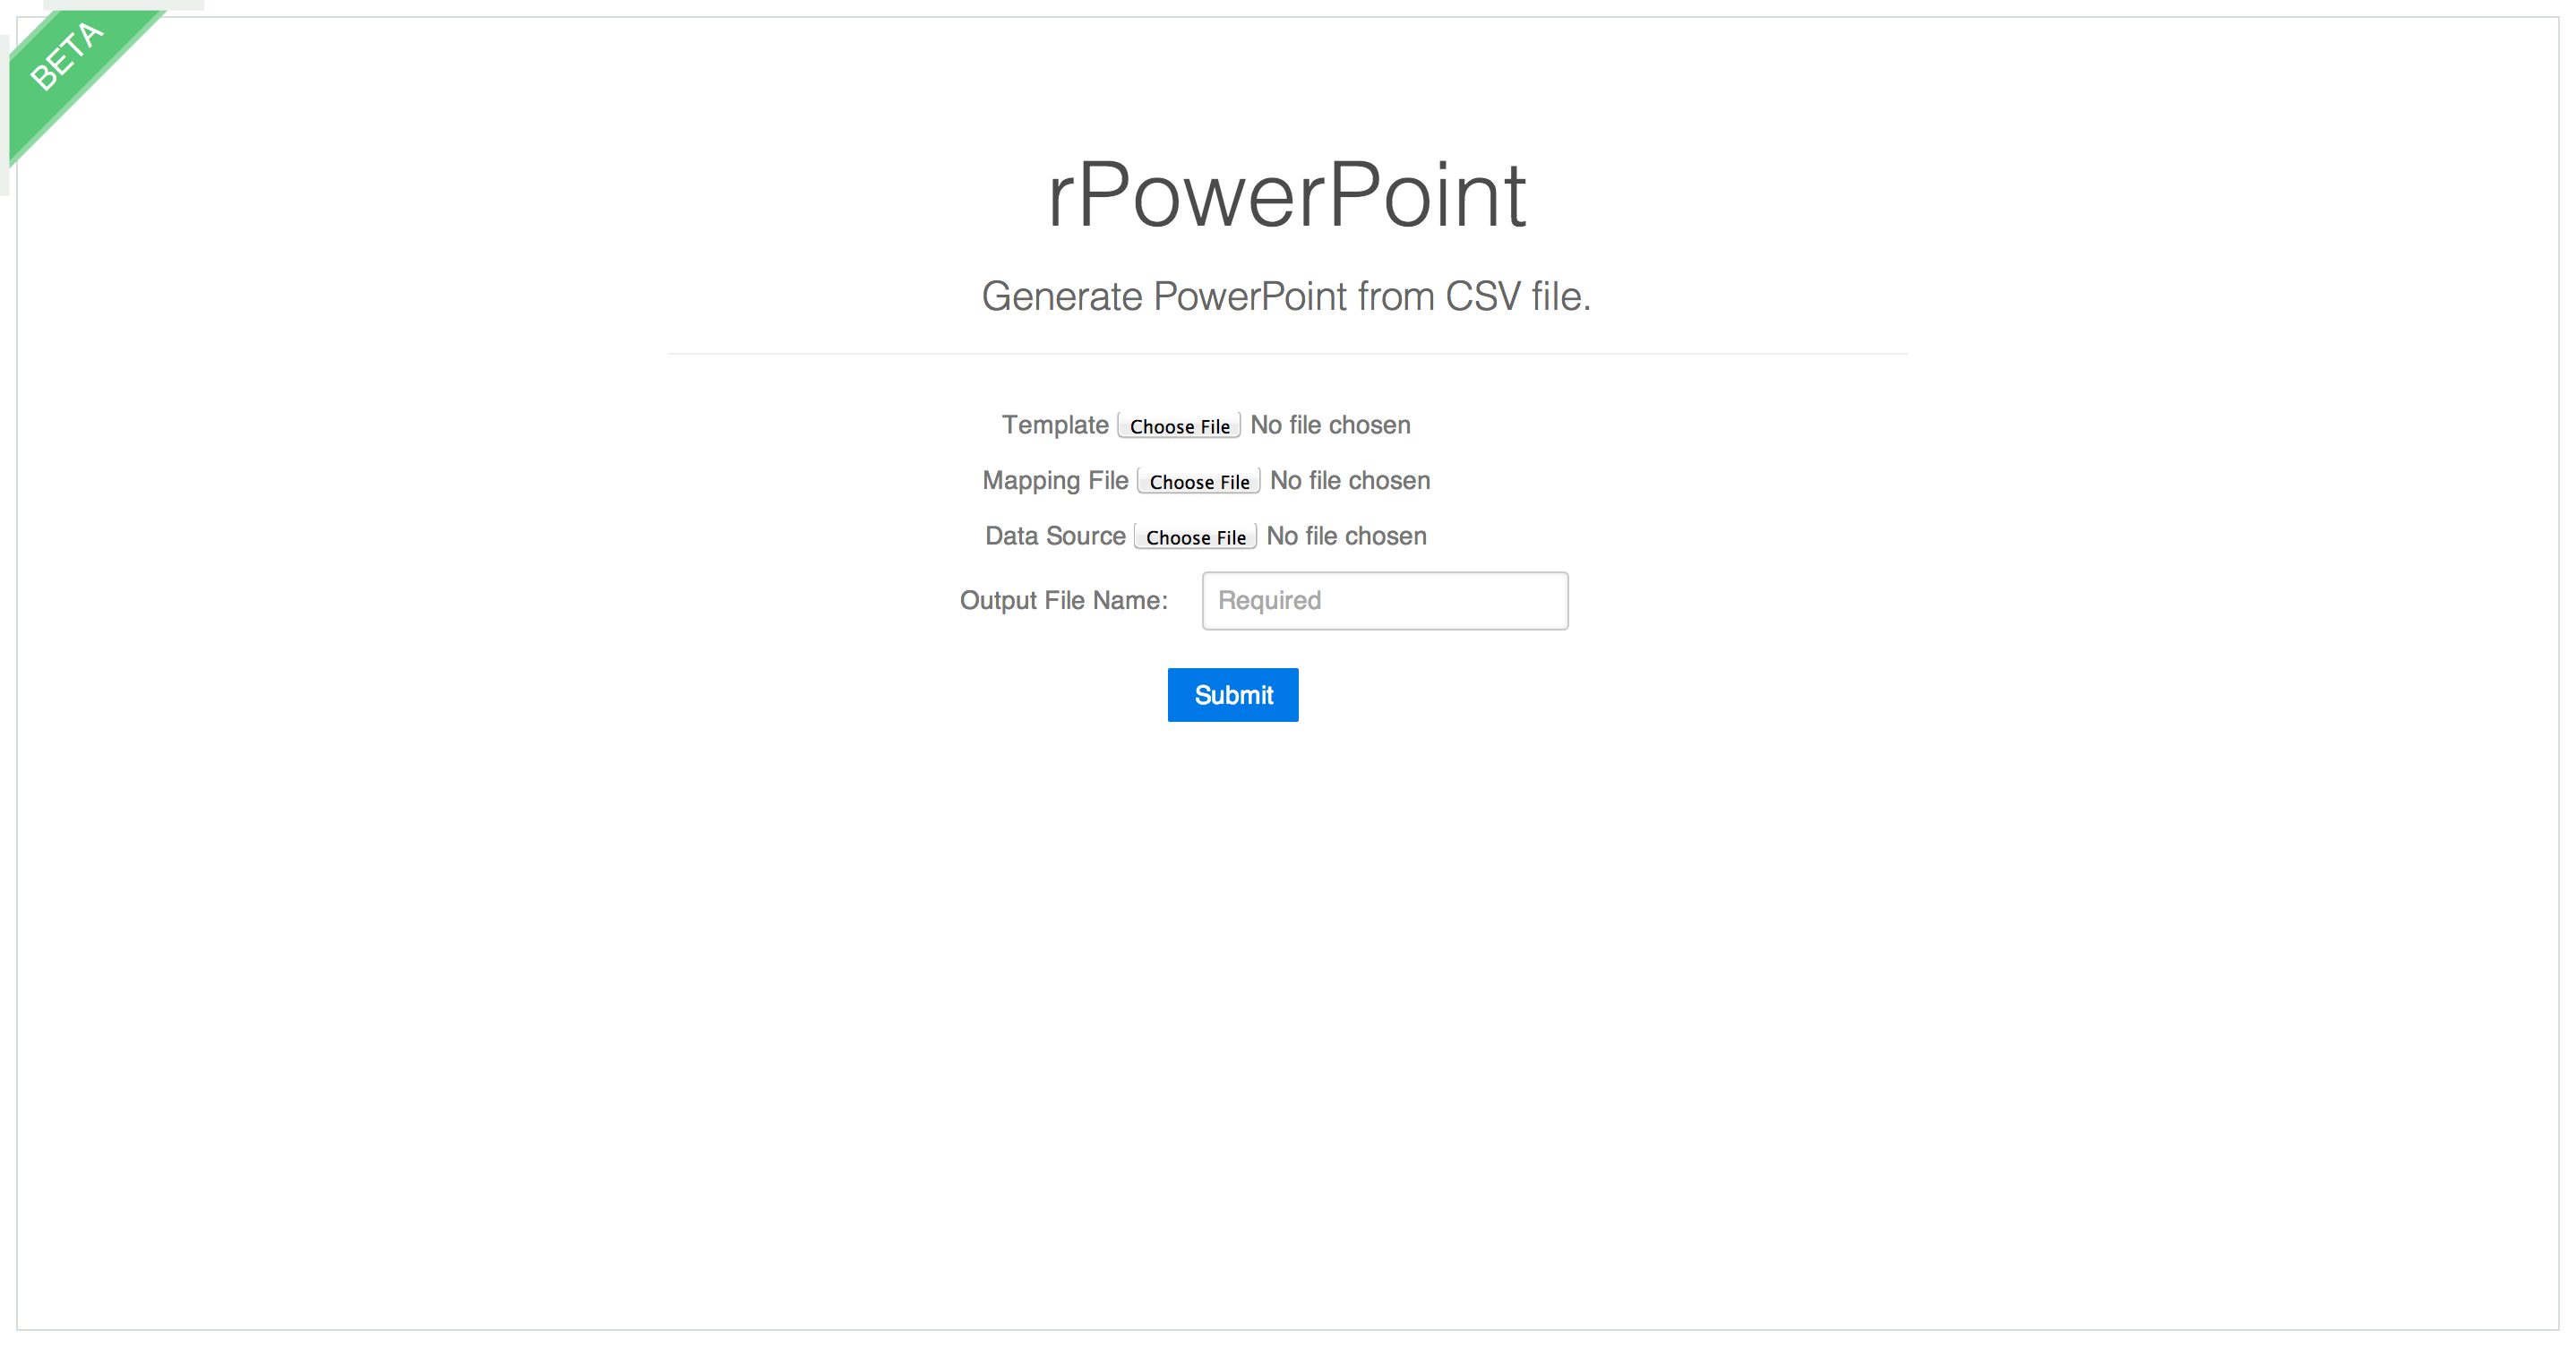 BETA
rPowerPoint
Generate PowerPoint from CSV file.
Template Choose File No file chosen
Mapping File Choose File No file chosen
Data Source Choose File No file chosen
Output File Name: Required
Submit